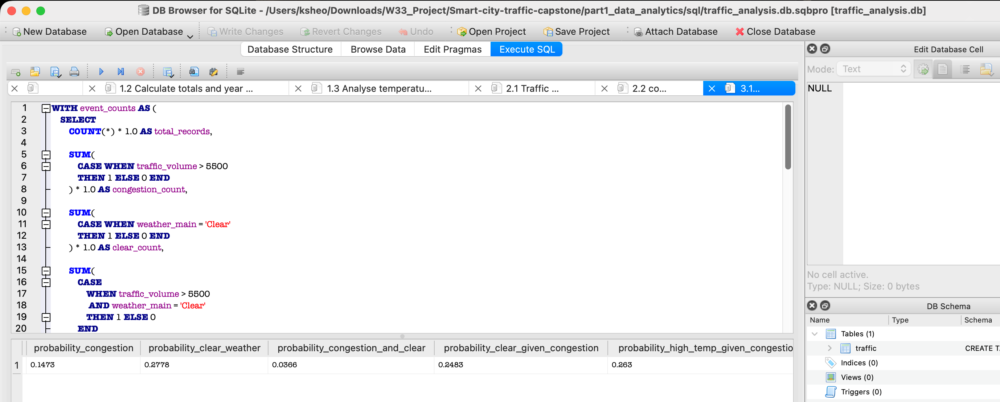 DB Browser for SQLite - /Users/ksheo/Downloads/W33_Project/Smart-city-traffic-capstone/part1_data_analytics/sql/traffic_analysis.db.sqbpro [traffic_analysis.db]
New Database Open Database Write Changes Revert Changes Undo Open Project Save Project Attach Database Close Database
Database Structure Browse Data Edit Pragmas Execute SQL
1.2 Calculate totals and year ... 1.3 Analyse temperatu... 2.1 Traffic ... 2.2 co... 3.1...
1 WITH event_counts AS (
2 SELECT
3 COUNT(*) * 1.0 AS total_records,
4
5 SUM(
6 CASE WHEN traffic_volume > 5500
7 THEN 1 ELSE 0 END
8 ) * 1.0 AS congestion_count,
9
10 SUM(
11 CASE WHEN weather_main = 'Clear'
12 THEN 1 ELSE 0 END
13 ) * 1.0 AS clear_count,
14
15 SUM(
16 CASE
17 WHEN traffic_volume > 5500
18 AND weather_main = 'Clear'
19 THEN 1 ELSE 0
20 END
probability_congestion probability_clear_weather probability_congestion_and_clear probability_clear_given_congestion probability_high_temp_given_congestio
1 0.1473 0.2778 0.0366 0.2483 0.263
Edit Database Cell
Mode: Text
NULL
No cell active.
Type: NULL; Size: 0 bytes
DB Schema
Name Type Schema
Tables (1)
traffic CREATE T
Indices (0)
Views (0)
Triggers (0)